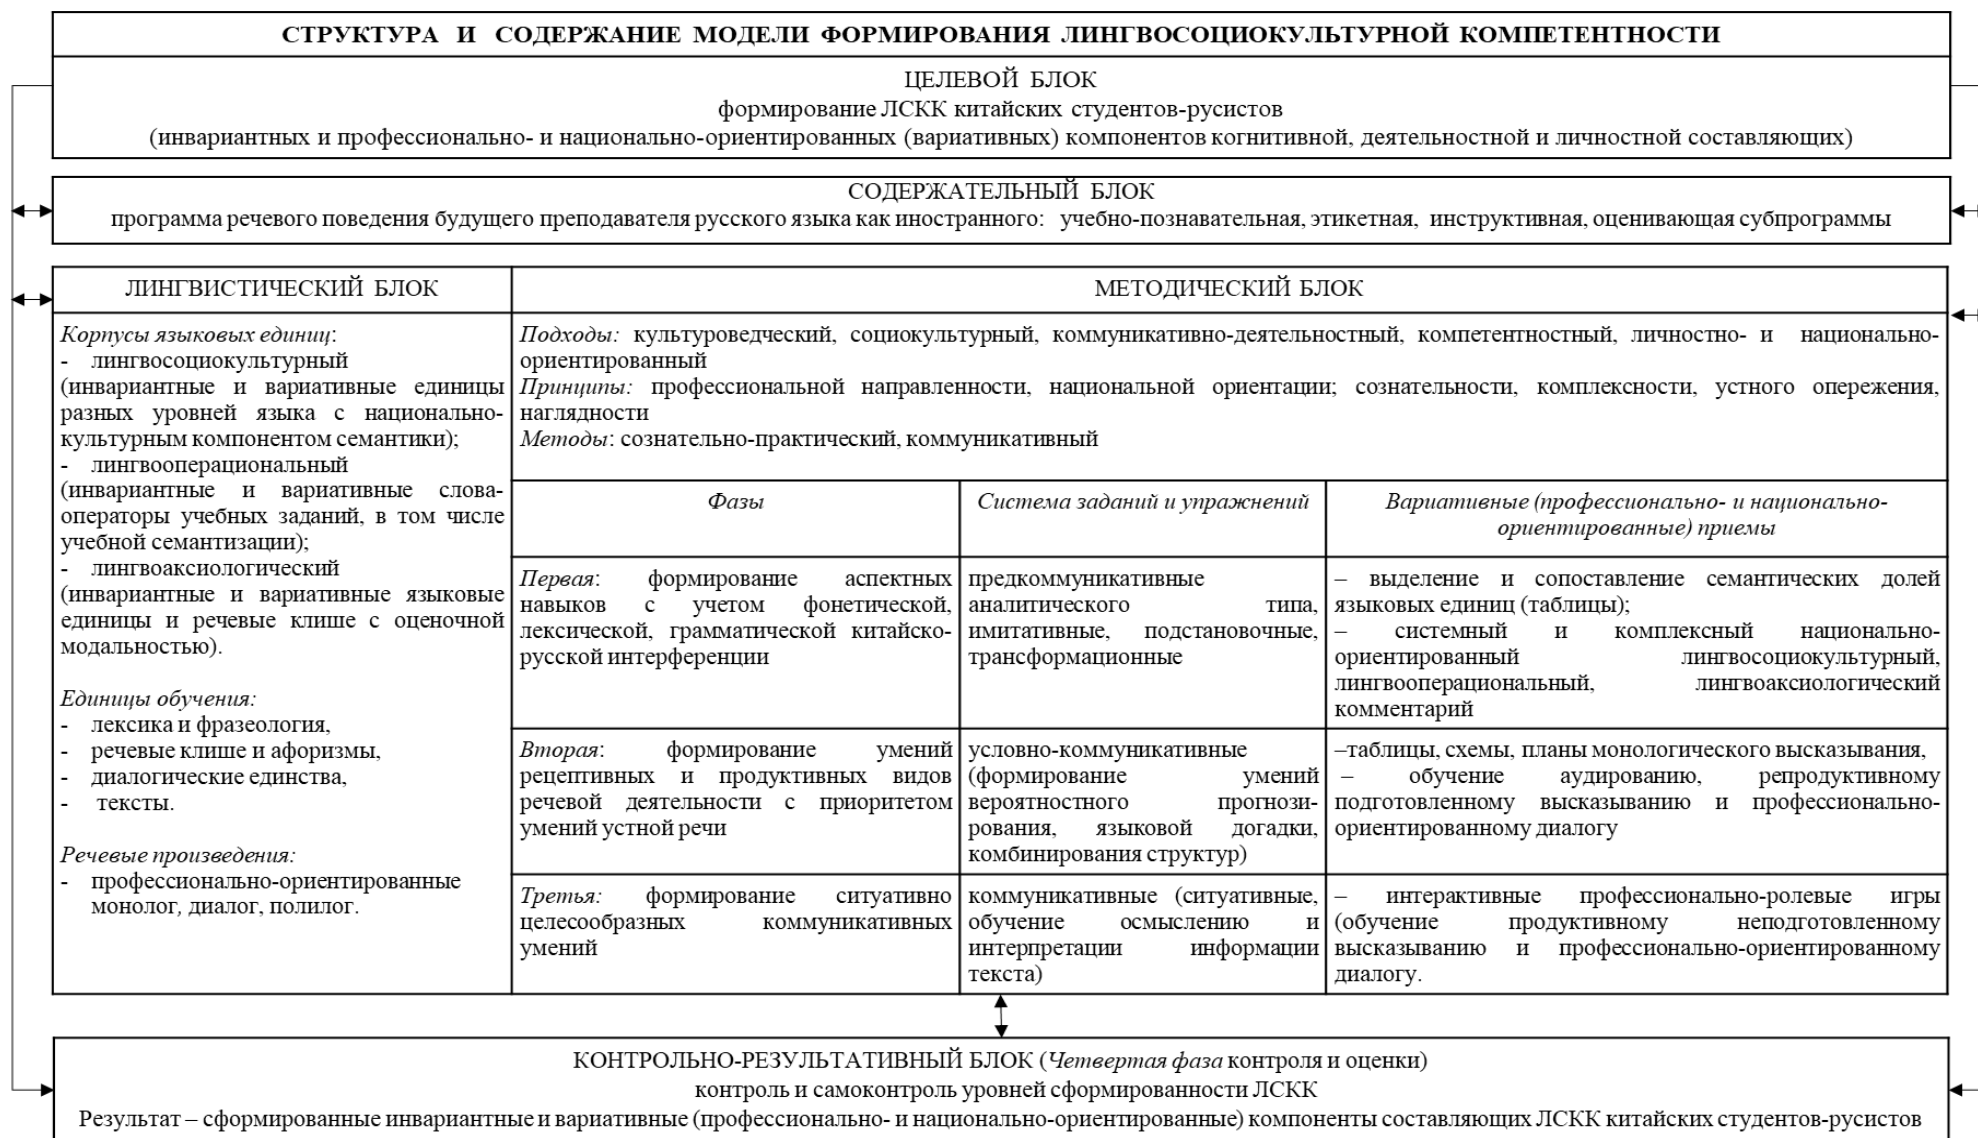 СТРУКТУРА И СОДЕРЖАНИЕ МОДЕЛИ ФОРМИРОВАНИЯ ЛИНГВОСОЦИОКУЛЬТУРНОЙ КОМПЕТЕНТНОСТИ
ЦЕЛЕВОЙ БЛОК
формирование ЛСКК китайских студентов-русистов
(инвариантных и профессионально- и национально-ориентированных (вариативных) компонентов когнитивной, деятельностной и личностной составляющих)
СОДЕРЖАТЕЛЬНЫЙ БЛОК
программа речевого поведения будущего преподавателя русского языка как иностранного: учебно-познавательная, этикетная, инструктивная, оценивающая субпрограммы
ЛИНГВИСТИЧЕСКИЙ БЛОК
Корпусы языковых единиц:
- лингвосоциокультурный
(инвариантные и вариативные единицы
разных уровней языка с национально-
культурным компонентом семантики);
- лингвооперациональный
(инвариантные и вариативные слова-
операторы учебных заданий, в том числе
учебной семантизации);
- лингвоаксиологический
(инвариантные и вариативные языковые
единицы и речевые клише с оценочной
модальностью).
Единицы обучения:
- лексика и фразеология,
- речевые клише и афоризмы,
- диалогические единства,
- тексты.
Речевые произведения:
- профессионально-ориентированные
монолог, диалог, полилог.
МЕТОДИЧЕСКИЙ БЛОК
Подходы: культуроведческий, социокультурный, коммуникативно-деятельностный, компетентностный, личностно- и национально-
ориентированный
Принципы: профессиональной направленности, национальной ориентации; сознательности, комплексности, устного опережения,
наглядности
Методы: сознательно-практический, коммуникативный
Фазы
Система заданий и упражнений
Вариативные (профессионально- и национально-
ориентированные) приемы
Первая: формирование аспектных
навыков с учетом фонетической,
лексической, грамматической китайско-
русской интерференции
предкоммуникативные
аналитического типа,
имитативные, подстановочные,
трансформационные
– выделение и сопоставление семантических долей
языковых единиц (таблицы);
– системный и комплексный национально-
ориентированный лингвосоциокультурный,
лингвооперациональный, лингвоаксиологический
комментарий
Вторая: формирование умений
рецептивных и продуктивных видов
речевой деятельности с приоритетом
умений устной речи
условно-коммуникативные
(формирование умений
вероятностного прогнози-
рования, языковой догадки,
комбинирования структур)
–таблицы, схемы, планы монологического высказывания,
– обучение аудированию, репродуктивному
подготовленному высказыванию и профессионально-
ориентированному диалогу
Третья: формирование ситуативно
целесообразных коммуникативных
умений
коммуникативные (ситуативные,
обучение осмыслению и
интерпретации информации
текста)
– интерактивные профессионально-ролевые игры
(обучение продуктивному неподготовленному
высказыванию и профессионально-ориентированному
диалогу.
КОНТРОЛЬНО-РЕЗУЛЬТАТИВНЫЙ БЛОК (Четвертая фаза контроля и оценки)
контроль и самоконтроль уровней сформированности ЛСКК
Результат – сформированные инвариантные и вариативные (профессионально- и национально-ориентированные) компоненты составляющих ЛСКК китайских студентов-русистов